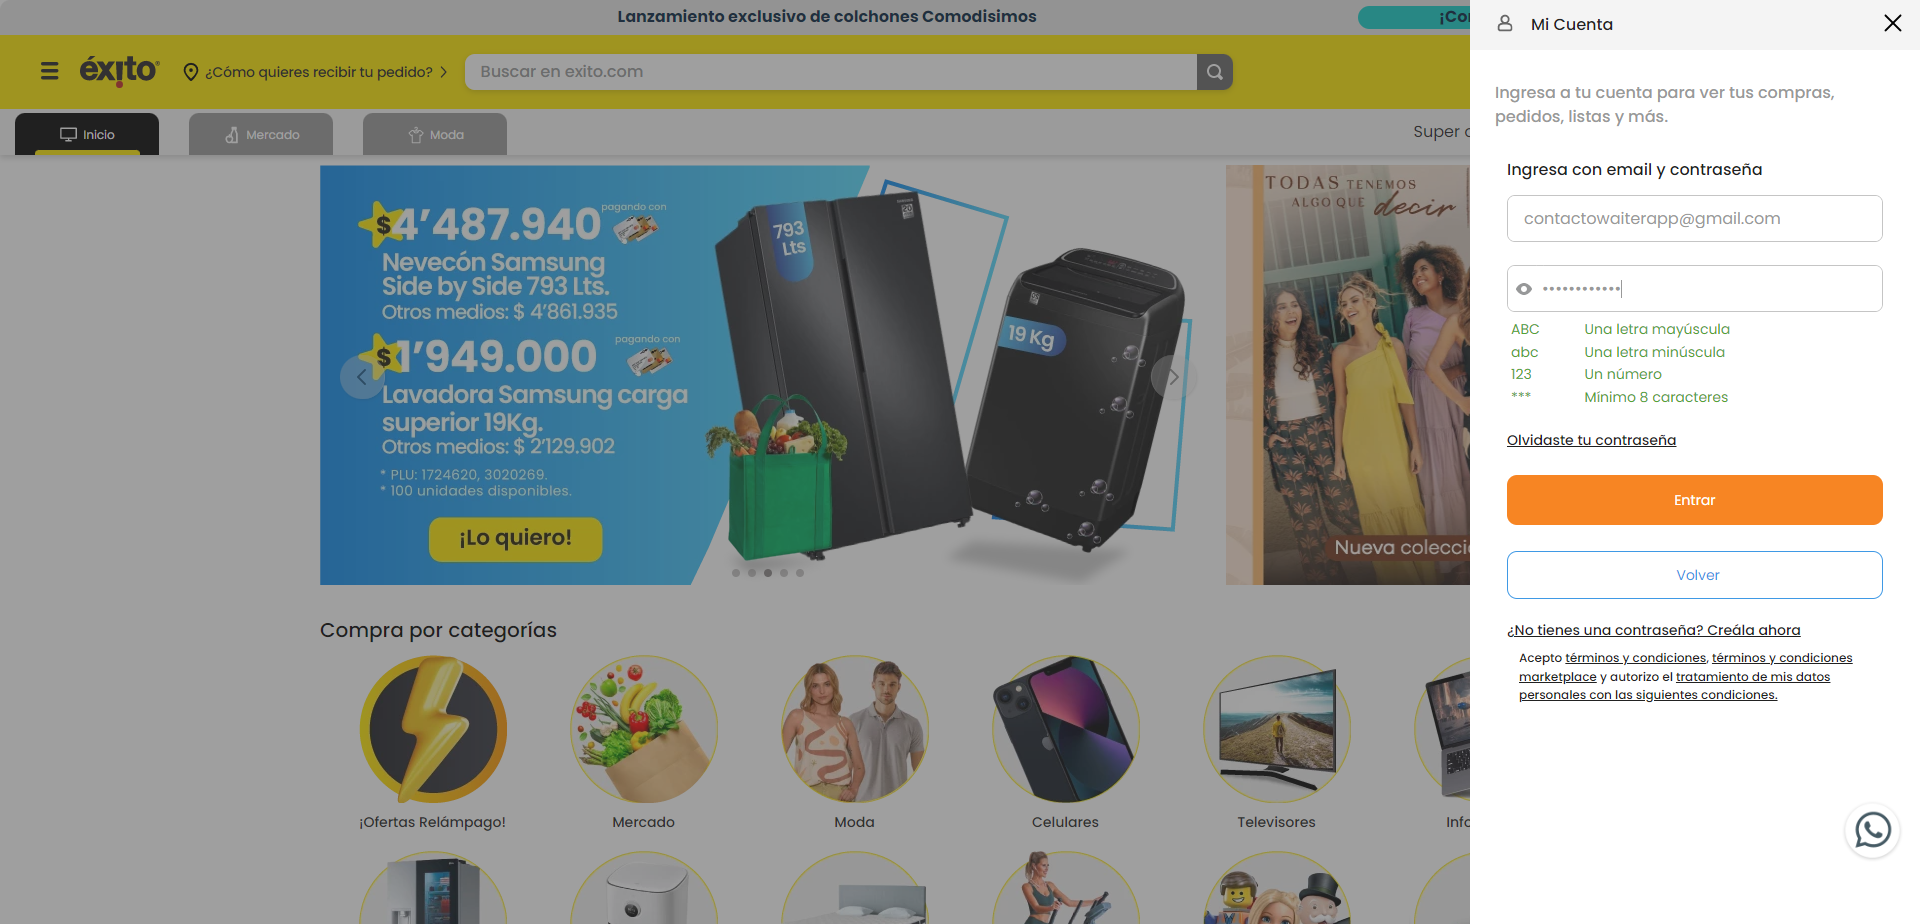 Lanzamiento exclusivo de colchones Comodisimos
éxito
¿Cómo quieres recibir tu pedido?
Buscar en exito.com
Inicio
Mercado
Moda
Super
$4’487.940
pagando con
Nevecón Samsung
Side by Side 793 Lts.
Otros medios: $ 4’861.935
$1’949.000
pagando con
Lavadora Samsung carga
superior 19Kg.
Otros medios: $ 2’129.902
* PLU: 1724620, 3020269.
* 100 unidades disponibles.
¡Lo quiero!
793
Lts
19 Kg
TODAS TENEMOS
ALGO QUE decir
Nueva colecci
Compra por categorías
¡Ofertas Relámpago!
Mercado
Moda
Celulares
Televisores
Info
Mi Cuenta
Ingresa a tu cuenta para ver tus compras,
pedidos, listas y más.
Ingresa con email y contraseña
contactowaiterapp@gmail.com
••••••••••••
ABC Una letra mayúscula
abc Una letra minúscula
123 Un número
*** Mínimo 8 caracteres
Olvidaste tu contraseña
Entrar
Volver
¿No tienes una contraseña? Creála ahora
Acepto términos y condiciones, términos y condiciones
marketplace y autorizo el tratamiento de mis datos
personales con las siguientes condiciones.